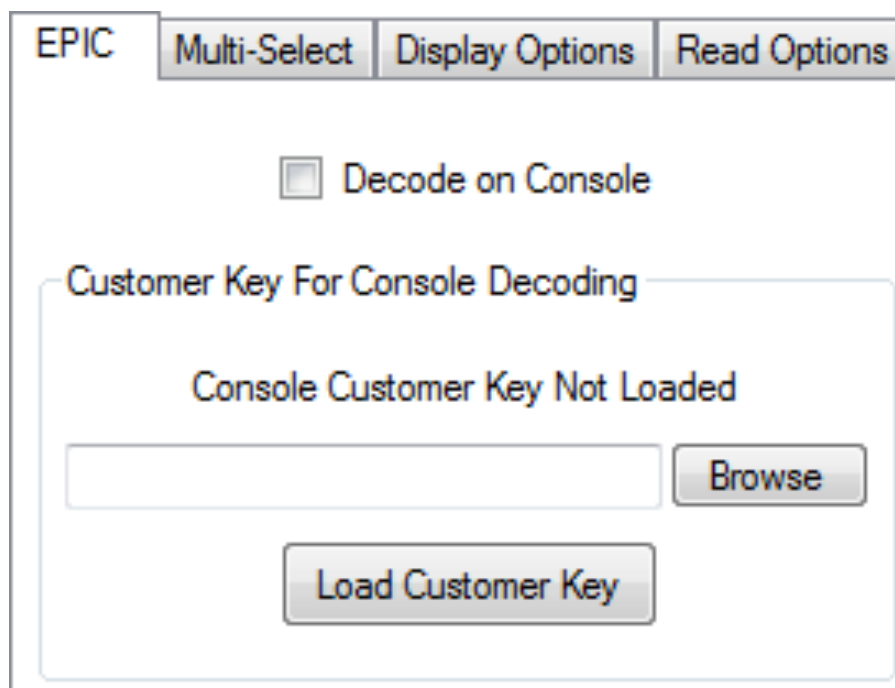 EPIC Multi-Select Display Options Read Options
Decode on Console
Customer Key For Console Decoding
Console Customer Key Not Loaded
Browse
Load Customer Key